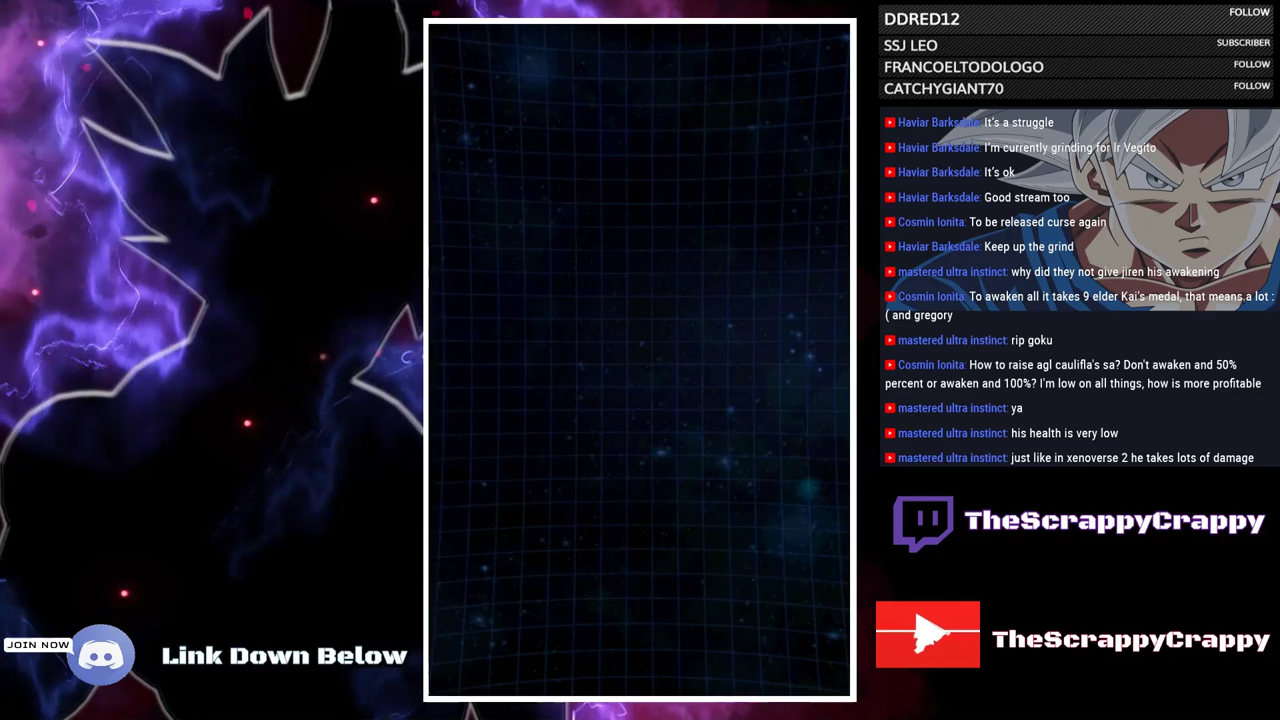 DDRED12 FOLLOW
SSJ LEO SUBSCRIBER
FRANCOELTODOLOGO FOLLOW
CATCHYGIANT70 FOLLOW
Haviar Barksdale: It's a struggle
Haviar Barksdale: I'm currently grinding for lr Vegito
Haviar Barksdale: It's ok
Haviar Barksdale: Good stream too
Cosmin Ionita: To be released curse again
Haviar Barksdale: Keep up the grind
mastered ultra instinct: why did they not give jiren his awakening
Cosmin Ionita: To awaken all it takes 9 elder Kai's medal, that means a lot :
( and gregory
mastered ultra instinct: rip goku
Cosmin Ionita: How to raise agl caulifla's sa? Don't awaken and 50%
percent or awaken and 100%? I'm low on all things, how is more profitable
mastered ultra instinct: ya
mastered ultra instinct: his health is very low
mastered ultra instinct: just like in xenoverse 2 he takes lots of damage
TheScrappyCrappy
TheScrappyCrappy
JOIN NOW
Link Down Below